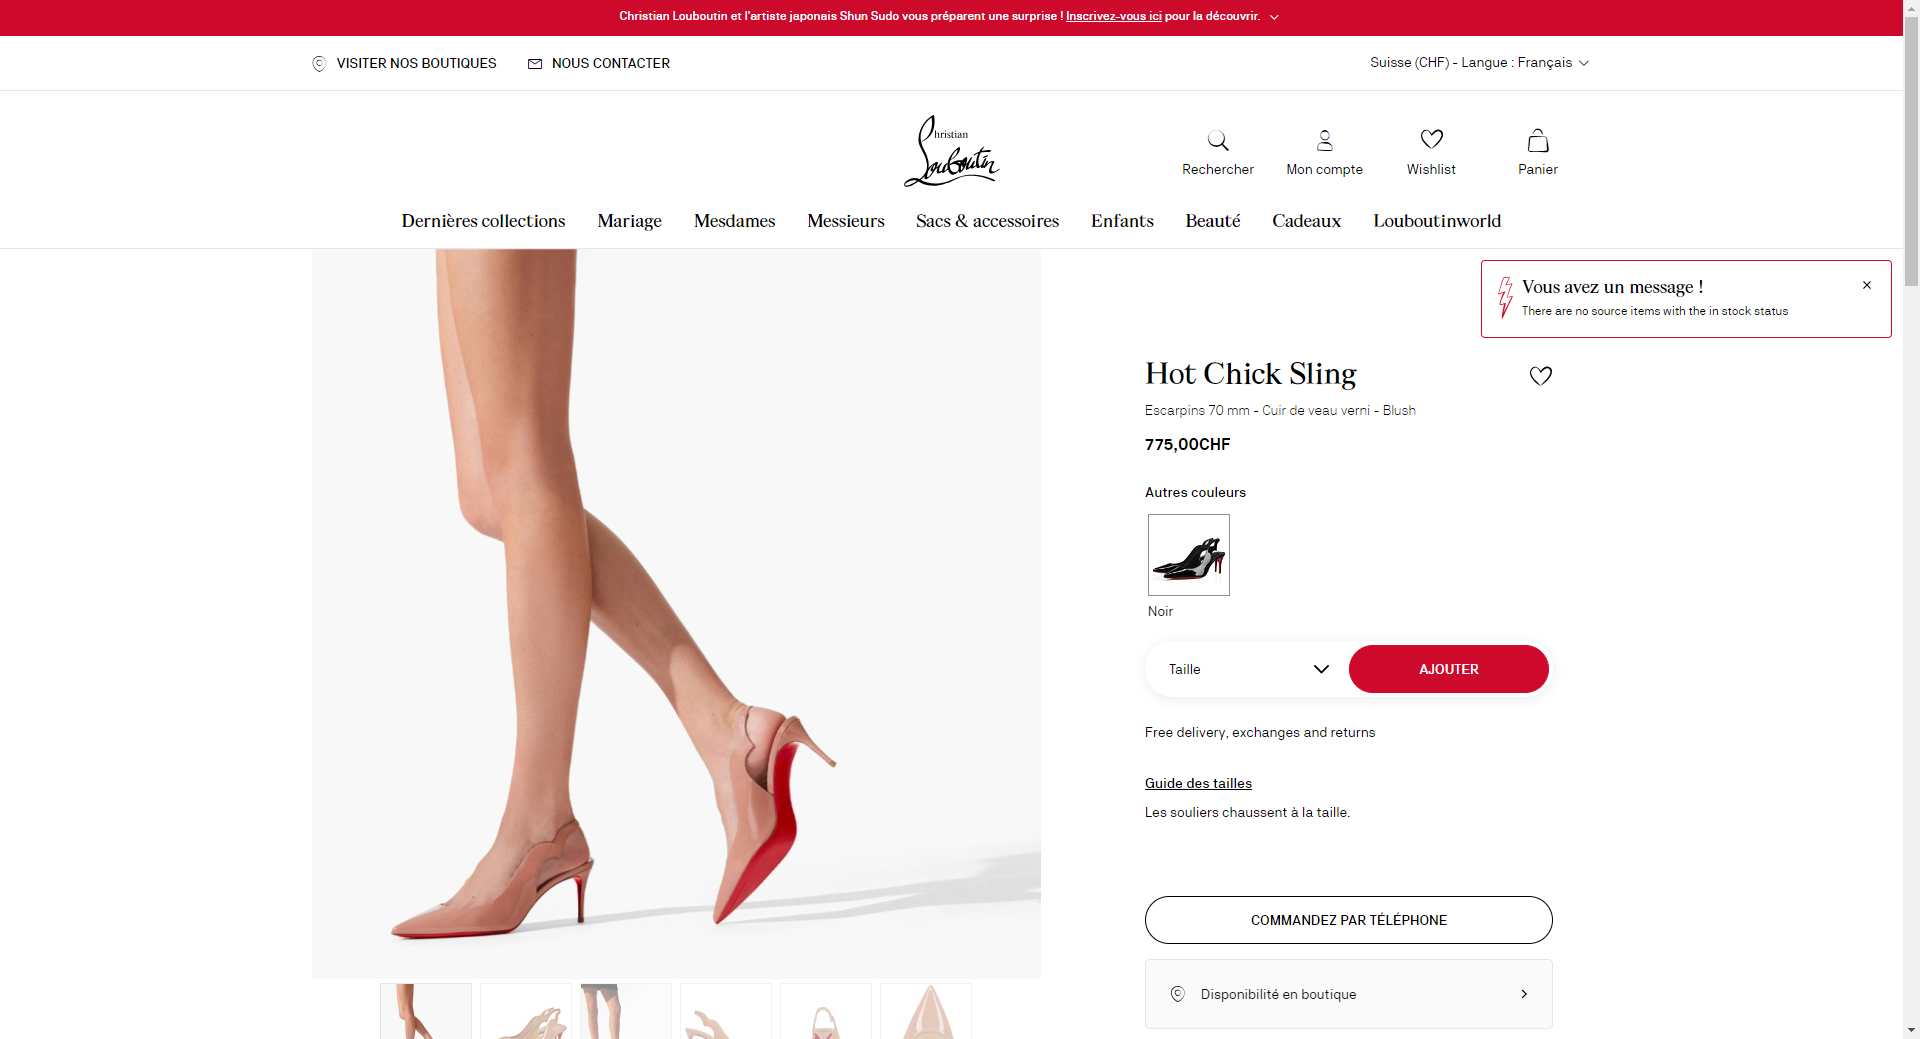 Christian Louboutin et l'artiste japonais Shun Sudo vous préparent une surprise ! Inscrivez-vous ici pour la découvrir.
VISITER NOS BOUTIQUES
NOUS CONTACTER
Suisse (CHF) - Langue : Français
Christian
Louboutin
Rechercher
Mon compte
Wishlist
Panier
Dernières collections
Mariage
Mesdames
Messieurs
Sacs & accessoires
Enfants
Beauté
Cadeaux
Louboutinworld
Vous avez un message !
There are no source items with the in stock status
Hot Chick Sling
Escarpins 70 mm - Cuir de veau verni - Blush
775,00CHF
Autres couleurs
Noir
Taille
AJOUTER
Free delivery, exchanges and returns
Guide des tailles
Les souliers chaussent à la taille.
COMMANDEZ PAR TÉLÉPHONE
Disponibilité en boutique